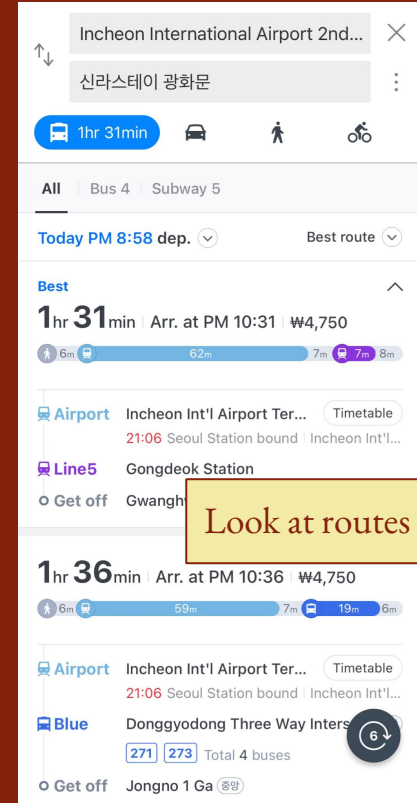 Incheon International Airport 2nd...
신라스테이 광화문
1hr 31min
All Bus 4 Subway 5
Today PM 8:58 dep. Best route
Best
1hr 31min Arr. at PM 10:31 ₩4,750
6m 62m 7m 7m 8m
Airport Incheon Int'l Airport Ter... Timetable
21:06 Seoul Station bound Incheon Int'l...
Line5 Gongdeok Station
Get off
Look at routes
1hr 36min Arr. at PM 10:36 ₩4,750
6m 59m 7m 19m 6m
Airport Incheon Int'l Airport Ter... Timetable
21:06 Seoul Station bound Incheon Int'l...
Blue Donggyodong Three Way
6
271 273 Total 4 buses
Get off Jongno 1 Ga 중앙